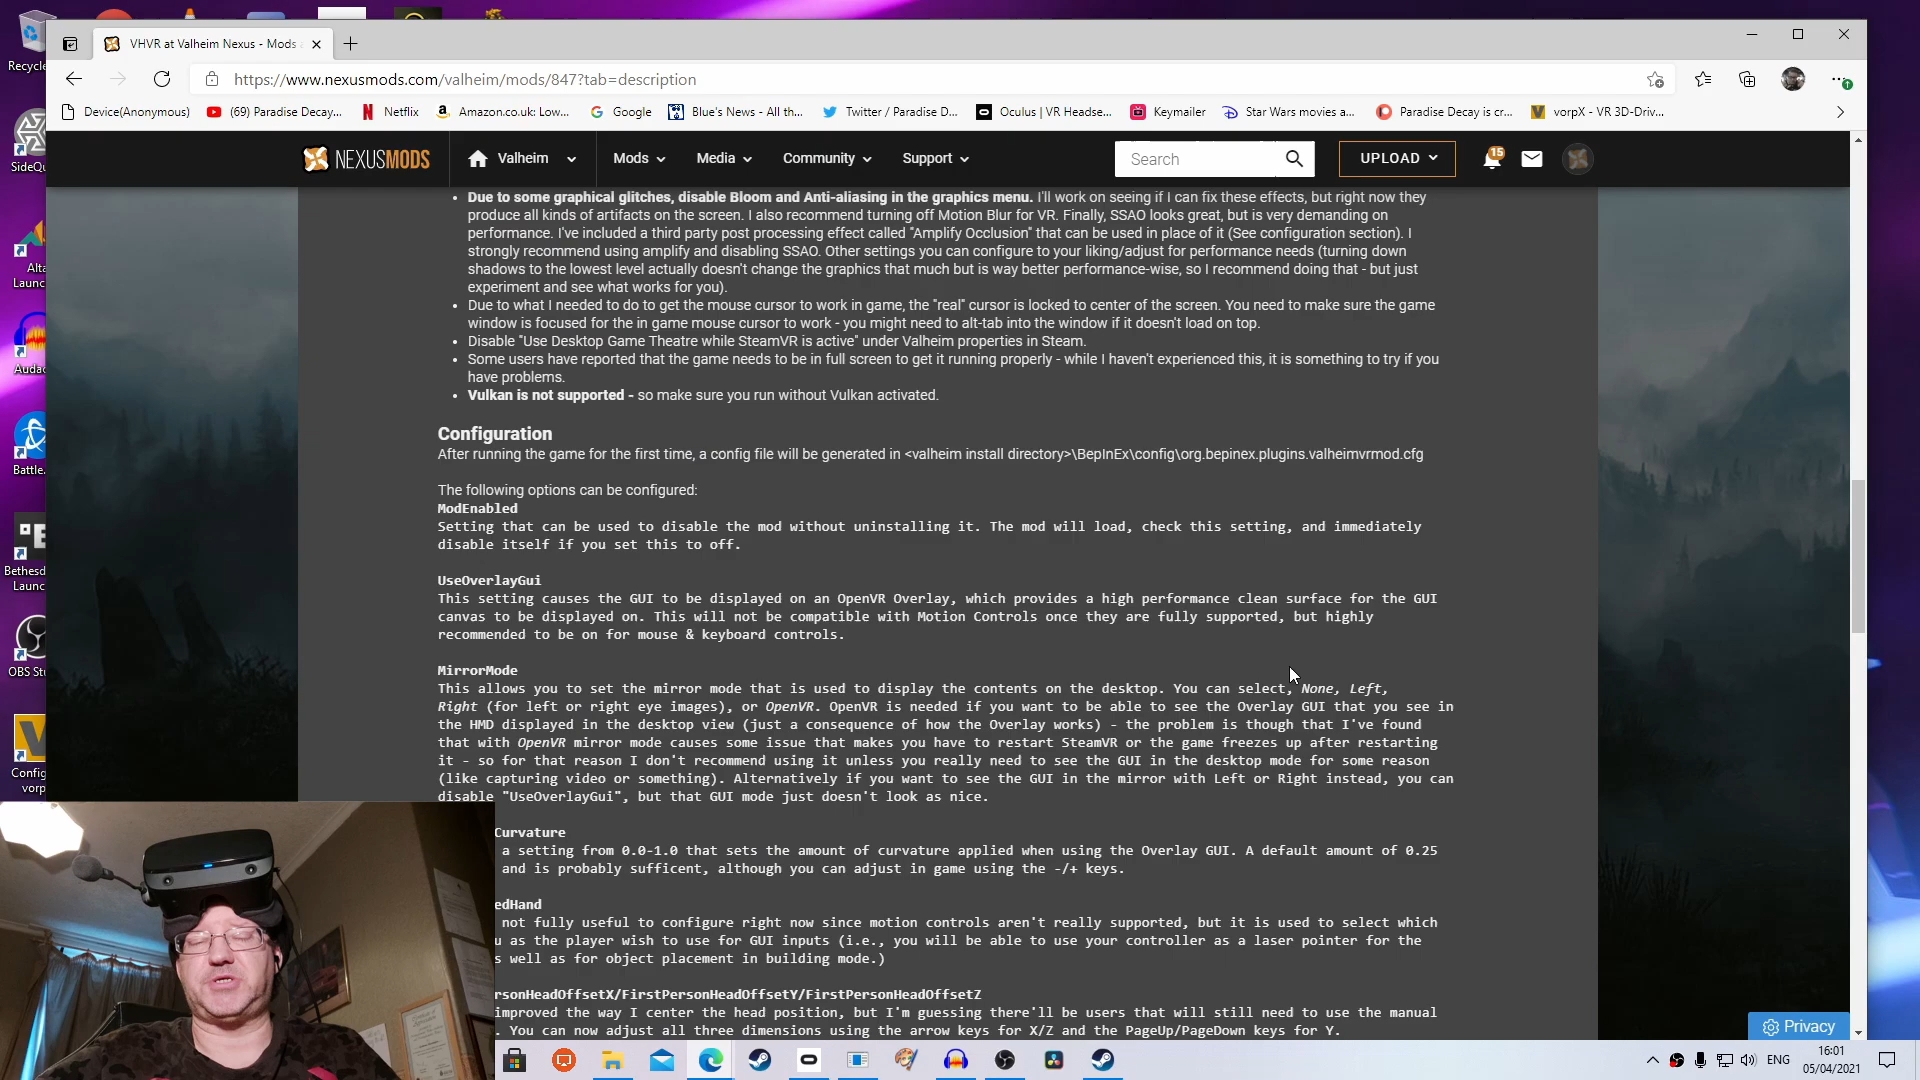 Recycle
VHVR at Valheim Nexus - Mods
https://www.nexusmods.com/valheim/mods/847?tab=description
Device(Anonymous)
(69) Paradise Decay...
Netflix
Amazon.co.uk: Low...
Google
Blue's News - All th...
Twitter / Paradise D...
Oculus | VR Headse...
Keymailer
Star Wars movies a...
Paradise Decay is cr...
vorpX - VR 3D-Driv...
NEXUSMODS
Valheim
Mods
Media
Community
Support
Search
UPLOAD
15
• Due to some graphical glitches, disable Bloom and Anti-aliasing in the graphics menu. I'll work on seeing if I can fix these effects, but right now they
produce all kinds of artifacts on the screen. I also recommend turning off Motion Blur for VR. Finally, SSAO looks great, but is very demanding on
performance. I've included a third party post processing effect called "Amplify Occlusion" that can be used in place of it (See configuration section). I
strongly recommend using amplify and disabling SSAO. Other settings you can configure to your liking/adjust for performance needs (turning down
shadows to the lowest level actually doesn't change the graphics that much but is way better performance-wise, so I recommend doing that - but just
experiment and see what works for you).
• Due to what I needed to do to get the mouse cursor to work in game, the "real" cursor is locked to center of the screen. You need to make sure the game
window is focused for the in game mouse cursor to work - you might need to alt-tab into the window if it doesn't load on top.
• Disable "Use Desktop Game Theatre while SteamVR is active" under Valheim properties in Steam.
• Some users have reported that the game needs to be in full screen to get it running properly - while I haven't experienced this, it is something to try if you
have problems.
• Vulkan is not supported - so make sure you run without Vulkan activated.
Configuration
After running the game for the first time, a config file will be generated in <valheim install directory>\BepInEx\config\org.bepinex.plugins.valheimvrmod.cfg
The following options can be configured:
ModEnabled
Setting that can be used to disable the mod without uninstalling it. The mod will load, check this setting, and immediately
disable itself if you set this to off.
UseOverlayGui
This setting causes the GUI to be displayed on an OpenVR Overlay, which provides a high performance clean surface for the GUI
canvas to be displayed on. This will not be compatible with Motion Controls once they are fully supported, but highly
recommended to be on for mouse & keyboard controls.
MirrorMode
This allows you to set the mirror mode that is used to display the contents on the desktop. You can select, None, Left,
Right (for left or right eye images), or OpenVR. OpenVR is needed if you want to be able to see the Overlay GUI that you see in
the HMD displayed in the desktop view (just a consequence of how the Overlay works) - the problem is though that I've found
that with OpenVR mirror mode causes some issue that makes you have to restart SteamVR or the game freezes up after restarting
it - so for that reason I don't recommend using it unless you really need to see the GUI in the desktop mode for some reason
(like capturing video or something). Alternatively if you want to see the GUI in the mirror with Left or Right instead, you can
disable "UseOverlayGui", but that GUI mode just doesn't look as nice.
Curvature
a setting from 0.0-1.0 that sets the amount of curvature applied when using the Overlay GUI. A default amount of 0.25
and is probably sufficent, although you can adjust in game using the -/+ keys.
edHand
not fully useful to configure right now since motion controls aren't really supported, but it is used to select which
u as the player wish to use for GUI inputs (i.e., you will be able to use your controller as a laser pointer for the
s well as for object placement in building mode.)
rsonHeadOffsetX/FirstPersonHeadOffsetY/FirstPersonHeadOffsetZ
improved the way I center the head position, but I'm guessing there'll be users that will still need to use the manual
. You can now adjust all three dimensions using the arrow keys for X/Z and the PageUp/PageDown keys for Y.
Privacy
SideQu
Alta
Launc
Audac
Battle.
Bethesd
Launc
OBS Stu
Config
vorp
ENG
16:01
05/04/2021